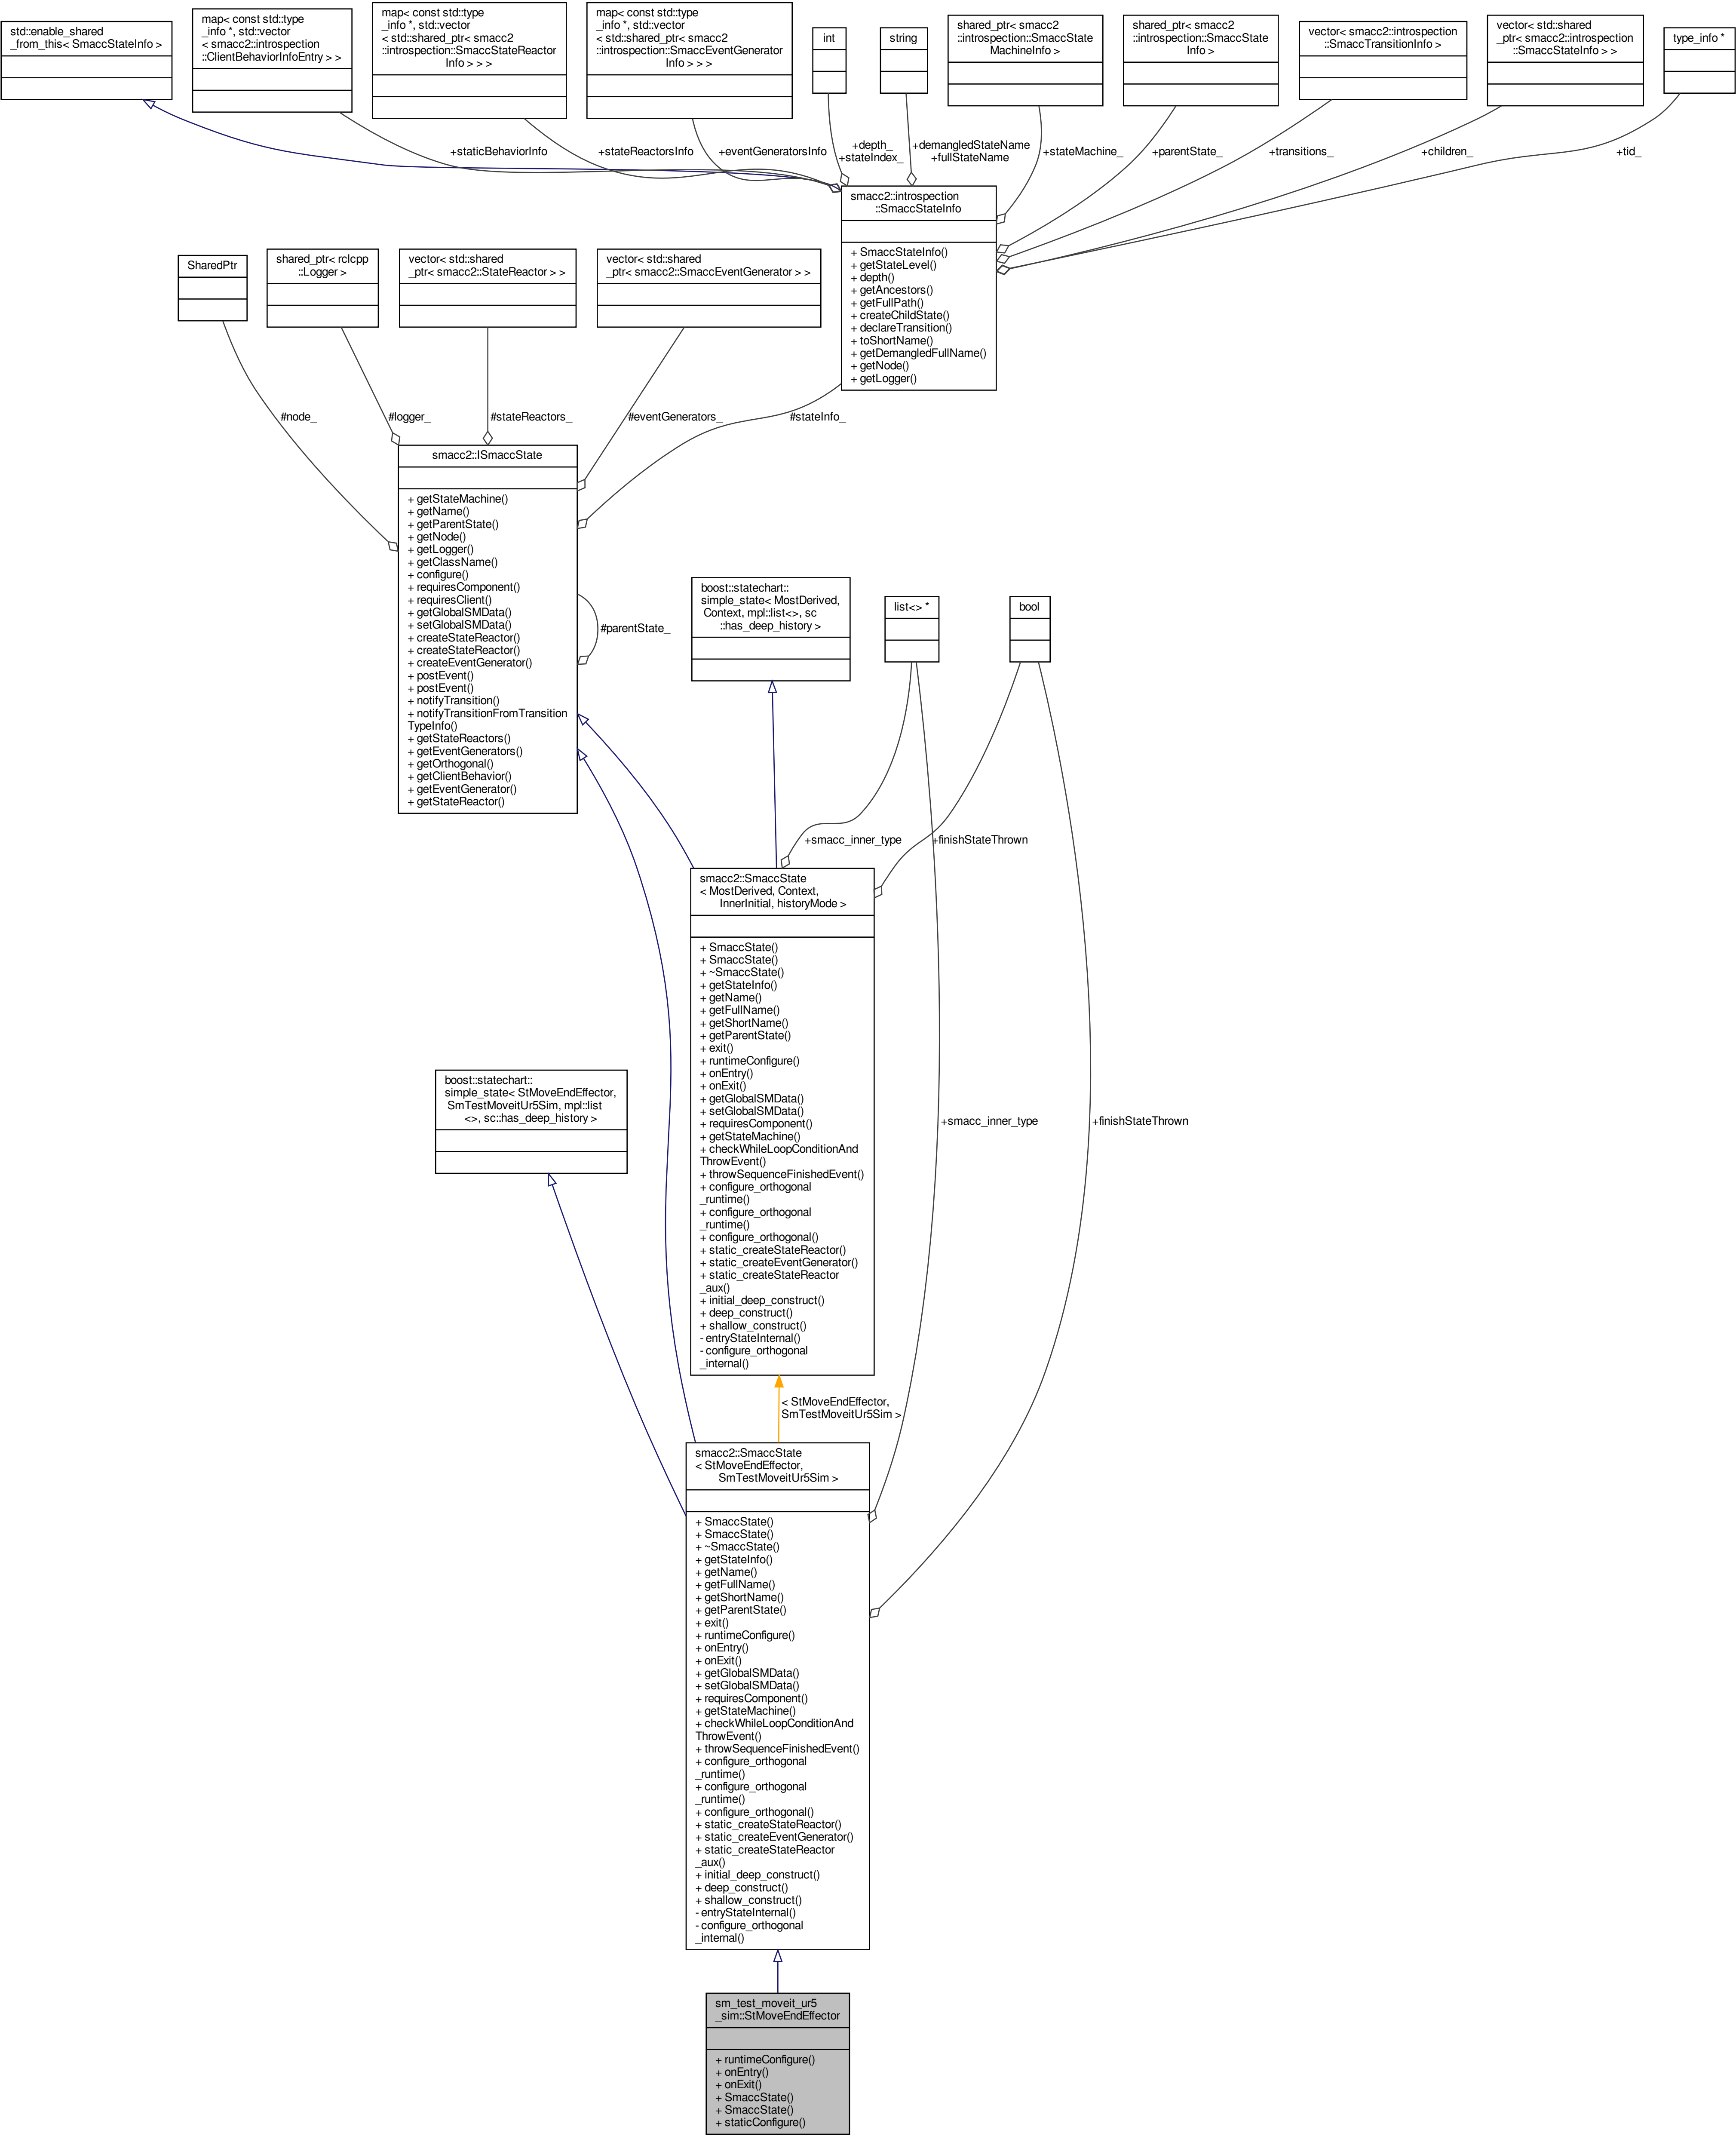 std::enable_shared
_from_this< SmaccStateInfo >
map< const std::type
_info *, std::vector
< smacc2::introspection
::ClientBehaviorInfoEntry > >
map< const std::type
_info *, std::vector
< std::shared_ptr< smacc2
::introspection::SmaccStateReactor
Info > > >
map< const std::type
_info *, std::vector
< std::shared_ptr< smacc2
::introspection::SmaccEventGenerator
Info > > >
int
string
shared_ptr< smacc2
::introspection::SmaccState
MachineInfo >
shared_ptr< smacc2
::introspection::SmaccState
Info >
vector< smacc2::introspection
::SmaccTransitionInfo >
vector< std::shared
_ptr< smacc2::introspection
::SmaccStateInfo > >
type_info *
+staticBehaviorInfo
+stateReactorsInfo
+eventGeneratorsInfo
+depth_
+stateIndex_
+demangledStateName
+fullStateName
+stateMachine_
+parentState_
+transitions_
+children_
+tid_
smacc2::introspection
::SmaccStateInfo
+ SmaccStateInfo()
+ getStateLevel()
+ depth()
+ getAncestors()
+ getFullPath()
+ createChildState()
+ declareTransition()
+ toShortName()
+ getDemangledFullName()
+ getNode()
+ getLogger()
SharedPtr
shared_ptr< rclcpp
::Logger >
vector< std::shared
_ptr< smacc2::StateReactor > >
vector< std::shared
_ptr< smacc2::SmaccEventGenerator > >
#node_
#logger_
#stateReactors_
#eventGenerators_
#stateInfo_
smacc2::ISmaccState
+ getStateMachine()
+ getName()
+ getParentState()
+ getNode()
+ getLogger()
+ getClassName()
+ configure()
+ requiresComponent()
+ requiresClient()
+ getGlobalSMData()
+ setGlobalSMData()
+ createStateReactor()
+ createStateReactor()
+ createEventGenerator()
+ postEvent()
+ postEvent()
+ notifyTransition()
+ notifyTransitionFromTransition
TypeInfo()
+ getStateReactors()
+ getEventGenerators()
+ getOrthogonal()
+ getClientBehavior()
+ getEventGenerator()
+ getStateReactor()
#parentState_
boost::statechart::
simple_state< MostDerived,
Context, mpl::list<>, sc
::has_deep_history >
list<> *
bool
+smacc_inner_type
+finishStateThrown
smacc2::SmaccState
< MostDerived, Context,
InnerInitial, historyMode >
+ SmaccState()
+ SmaccState()
+ ~SmaccState()
+ getStateInfo()
+ getName()
+ getFullName()
+ getShortName()
+ getParentState()
+ exit()
+ runtimeConfigure()
+ onEntry()
+ onExit()
+ getGlobalSMData()
+ setGlobalSMData()
+ requiresComponent()
+ getStateMachine()
+ checkWhileLoopConditionAnd
ThrowEvent()
+ throwSequenceFinishedEvent()
+ configure_orthogonal
_runtime()
+ configure_orthogonal
_runtime()
+ configure_orthogonal()
+ static_createStateReactor()
+ static_createEventGenerator()
+ static_createStateReactor
_aux()
+ initial_deep_construct()
+ deep_construct()
+ shallow_construct()
- entryStateInternal()
- configure_orthogonal
_internal()
boost::statechart::
simple_state< StMoveEndEffector,
SmTestMoveitUr5Sim, mpl::list
<>, sc::has_deep_history >
+smacc_inner_type
+finishStateThrown
< StMoveEndEffector,
SmTestMoveitUr5Sim >
smacc2::SmaccState
< StMoveEndEffector,
SmTestMoveitUr5Sim >
+ SmaccState()
+ SmaccState()
+ ~SmaccState()
+ getStateInfo()
+ getName()
+ getFullName()
+ getShortName()
+ getParentState()
+ exit()
+ runtimeConfigure()
+ onEntry()
+ onExit()
+ getGlobalSMData()
+ setGlobalSMData()
+ requiresComponent()
+ getStateMachine()
+ checkWhileLoopConditionAnd
ThrowEvent()
+ throwSequenceFinishedEvent()
+ configure_orthogonal
_runtime()
+ configure_orthogonal
_runtime()
+ configure_orthogonal()
+ static_createStateReactor()
+ static_createEventGenerator()
+ static_createStateReactor
_aux()
+ initial_deep_construct()
+ deep_construct()
+ shallow_construct()
- entryStateInternal()
- configure_orthogonal
_internal()
sm_test_moveit_ur5
_sim::StMoveEndEffector
+ runtimeConfigure()
+ onEntry()
+ onExit()
+ SmaccState()
+ SmaccState()
+ staticConfigure()